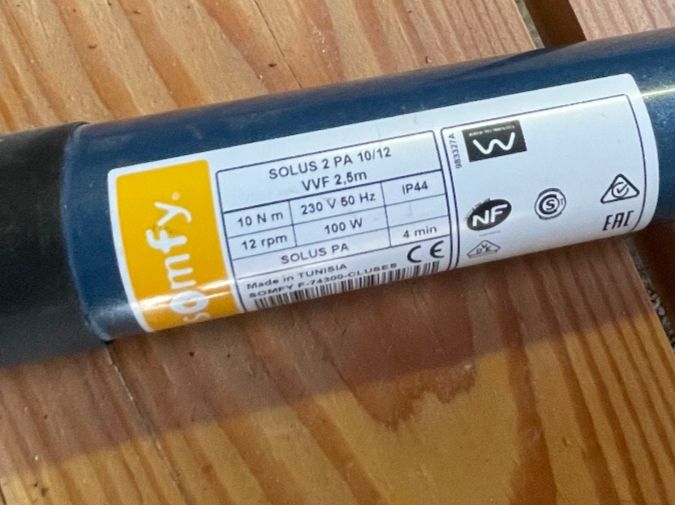 somfy.
SOLUS 2 PA 10/12
VVF 2,5m
10 N m
230 V 50 Hz
IP44
12 rpm
100 W
4 min
SOLUS PA
Made in TUNISIA
SOMFY F-74300-CLUSES
CE
983327A
NF
S
EAC